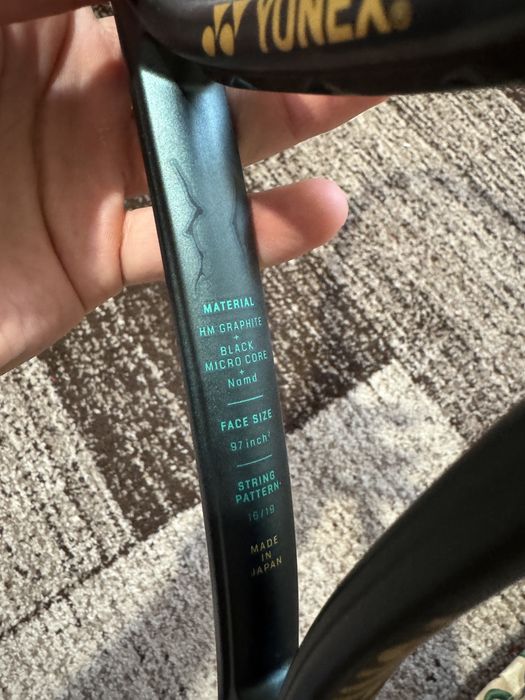 YONEX®
MATERIAL
HM GRAPHITE
+
BLACK
MICRO CORE
+
Namd
FACE SIZE
97 inch²
STRING
PATTERN
16/19
MADE
IN
JAPAN